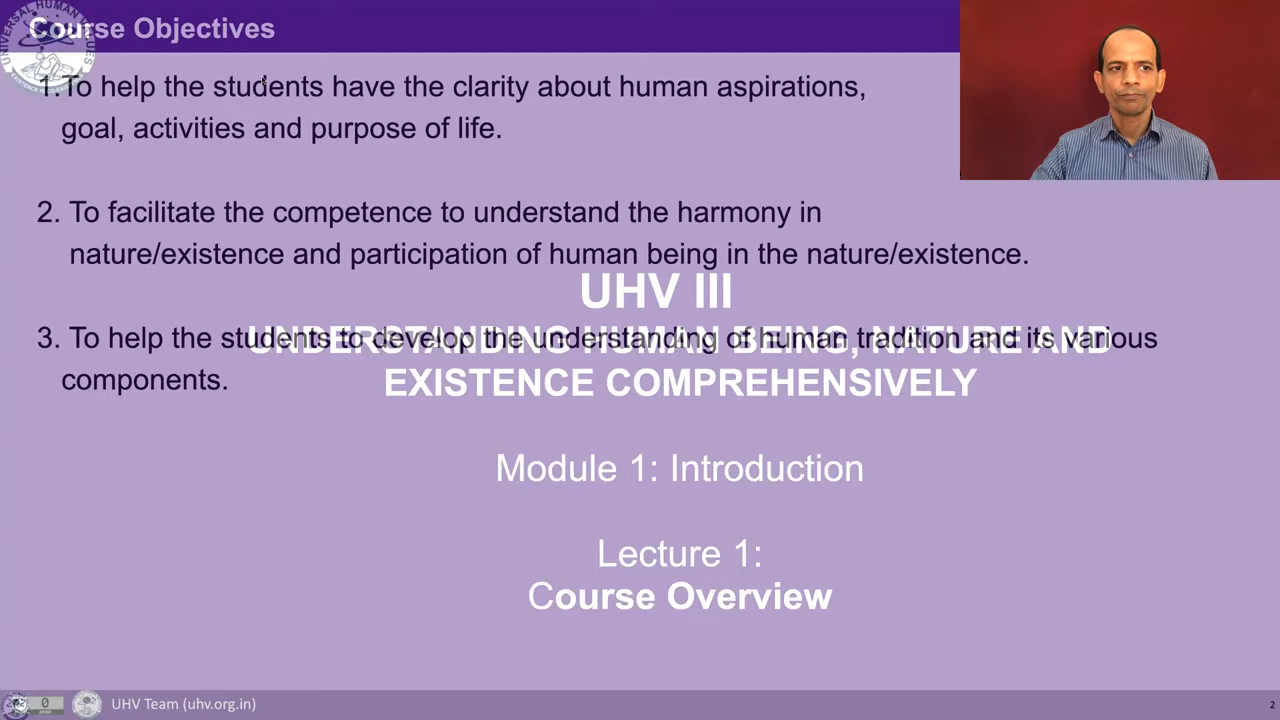 Course Objectives
1.To help the students have the clarity about human aspirations,
goal, activities and purpose of life.
2. To facilitate the competence to understand the harmony in
nature/existence and participation of human being in the nature/existence.
UHV III
3. To help the students to develop the understanding of human tradition and its various
UNDERSTANDING HUMAN BEING, NATURE AND
components.
EXISTENCE COMPREHENSIVELY
Module 1: Introduction
Lecture 1:
Course Overview
UHV Team (uhv.org.in)
2